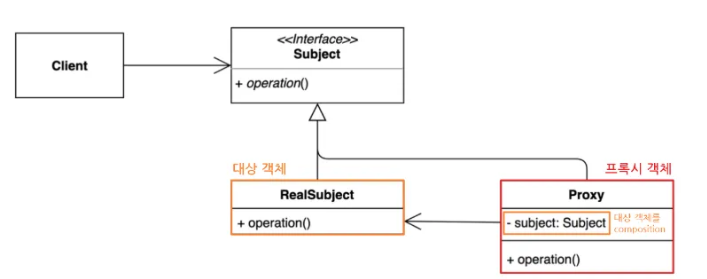 <<Interface>>
Subject
Client
+ operation()
대상 객체
프록시 객체
RealSubject
Proxy
+ operation()
- subject: Subject
대상 객체를
composition
+ operation()